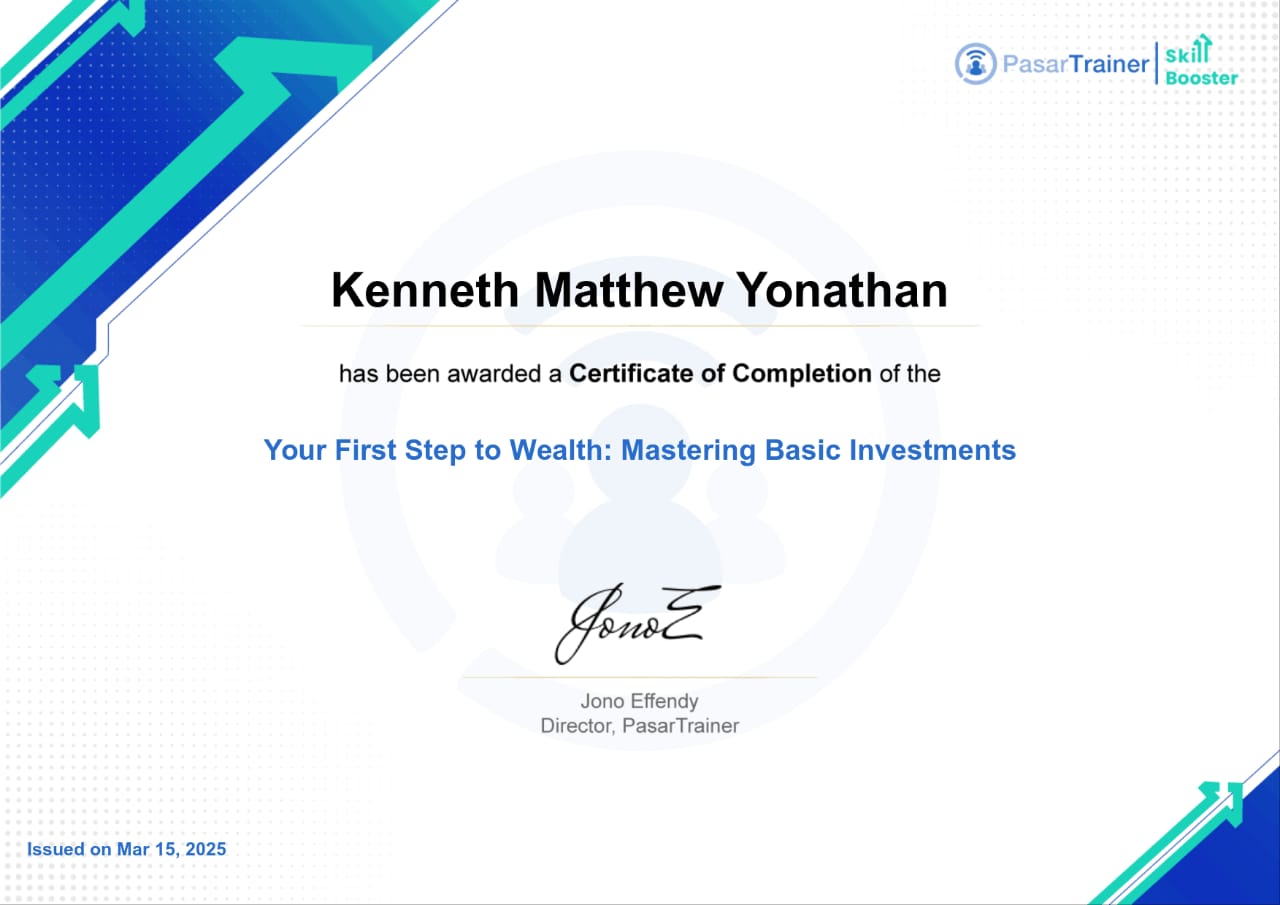 PasarTrainer
Skill
Booster
Kenneth Matthew Yonathan
has been awarded a Certificate of Completion of the
Your First Step to Wealth: Mastering Basic Investments
JonoE
Jono Effendy
Director, PasarTrainer
Issued on Mar 15, 2025